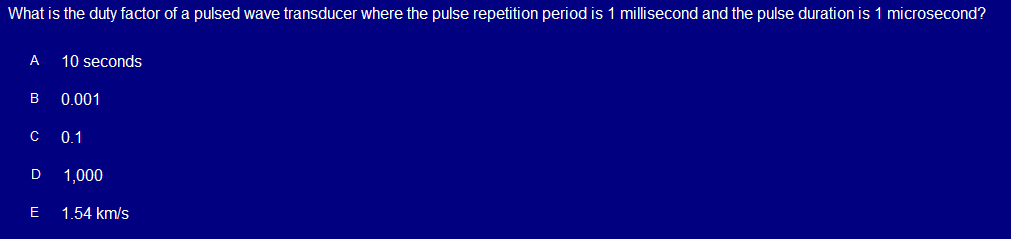 What is the duty factor of a pulsed wave transducer where the pulse repetition period is 1 millisecond and the pulse duration is 1 microsecond?
A 10 seconds
B 0.001
C 0.1
D 1,000
E 1.54 km/s